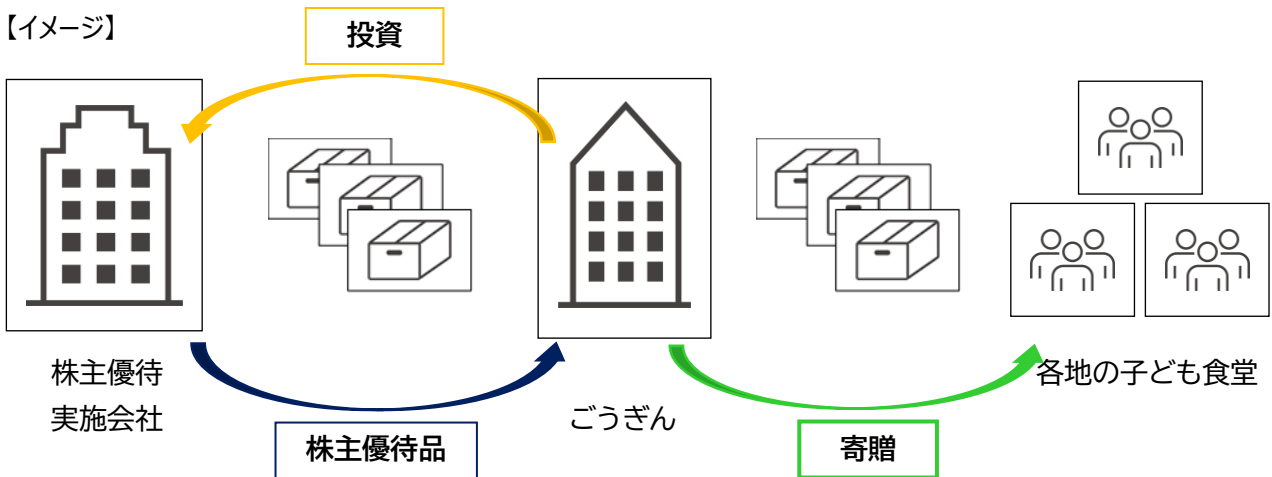 【イメージ】
投資
株主優待
実施会社
ごうぎん
各地の子ども食堂
株主優待品
寄贈